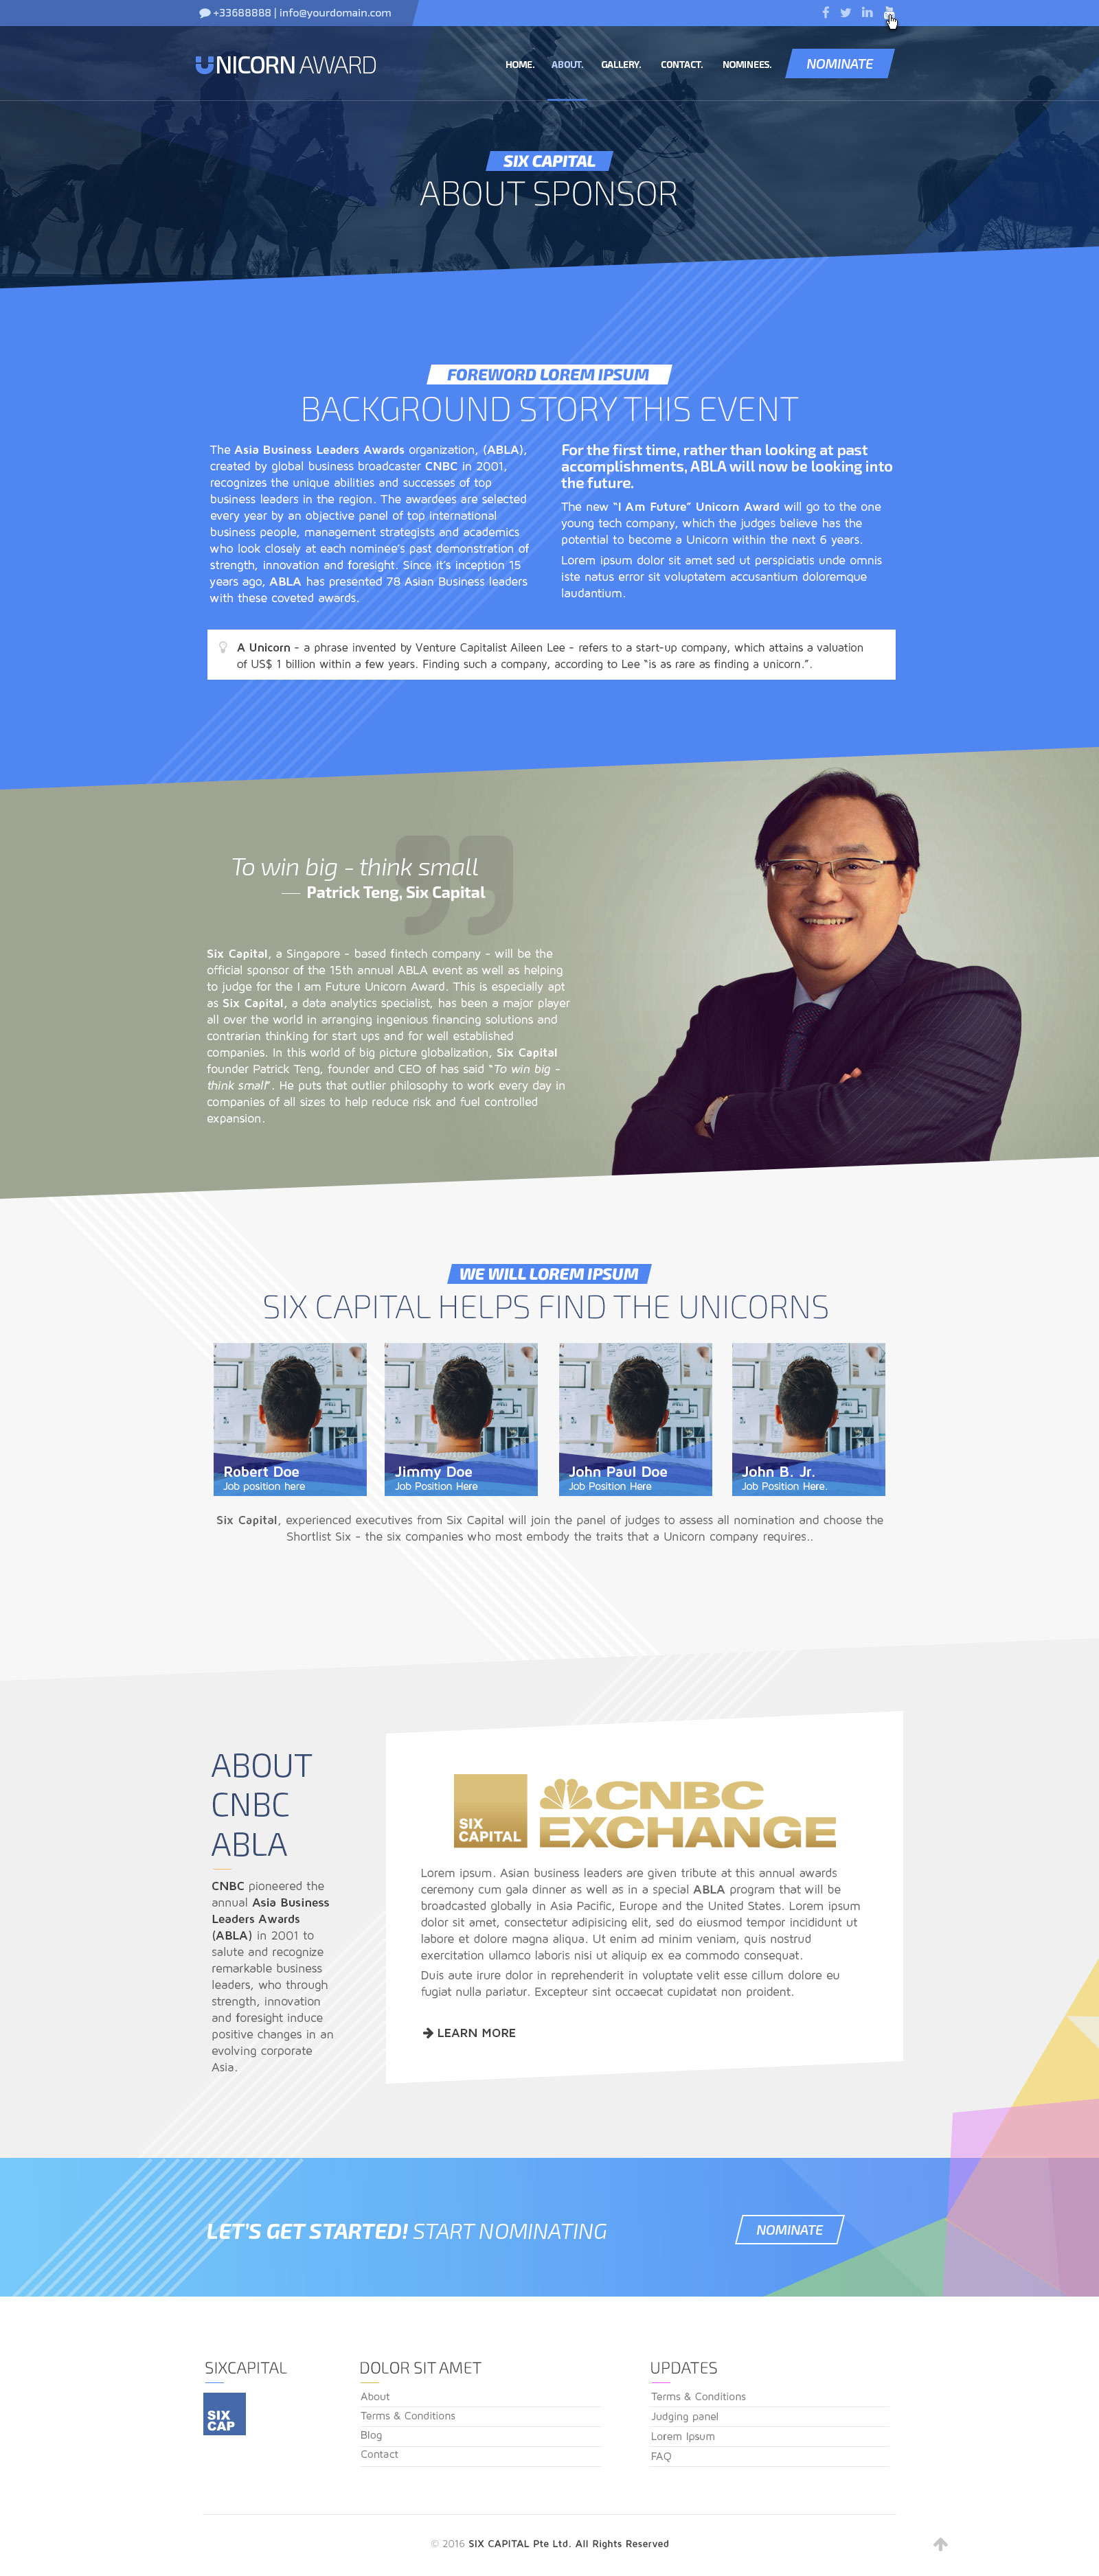 +33688888 | info@yourdomain.com
UNICORN AWARD
HOME. ABOUT. GALLERY. CONTACT. NOMINEES. NOMINATE
SIX CAPITAL
ABOUT SPONSOR
FOREWORD LOREM IPSUM
BACKGROUND STORY THIS EVENT
The Asia Business Leaders Awards organization, (ABLA),
created by global business broadcaster CNBC in 2001,
recognizes the unique abilities and successes of top
business leaders in the region. The awardees are selected
every year by an objective panel of top international
business people, management strategists and academics
who look closely at each nominee's past demonstration of
strength, innovation and foresight. Since it's inception 15
years ago, ABLA has presented 78 Asian Business leaders
with these coveted awards.
For the first time, rather than looking at past
accomplishments, ABLA will now be looking into
the future.
The new "I Am Future" Unicorn Award will go to the one
young tech company, which the judges believe has the
potential to become a Unicorn within the next 6 years.
Lorem ipsum dolor sit amet sed ut perspiciatis unde omnis
iste natus error sit voluptatem accusantium doloremque
laudantium.
A Unicorn - a phrase invented by Venture Capitalist Aileen Lee - refers to a start-up company, which attains a valuation
of US$ 1 billion within a few years. Finding such a company, according to Lee "is as rare as finding a unicorn.".
To win big - think small
— Patrick Teng, Six Capital
Six Capital, a Singapore - based fintech company - will be the
official sponsor of the 15th annual ABLA event as well as helping
to judge for the I am Future Unicorn Award. This is especially apt
as Six Capital, a data analytics specialist, has been a major player
all over the world in arranging ingenious financing solutions and
contrarian thinking for start ups and for well established
companies. In this world of big picture globalization, Six Capital
founder Patrick Teng, founder and CEO of has said "To win big -
think small". He puts that outlier philosophy to work every day in
companies of all sizes to help reduce risk and fuel controlled
expansion.
WE WILL LOREM IPSUM
SIX CAPITAL HELPS FIND THE UNICORNS
Robert Doe
Job position here
Jimmy Doe
Job Position Here
John Paul Doe
Job Position Here
John B. Jr.
Job Position Here.
Six Capital, experienced executives from Six Capital will join the panel of judges to assess all nomination and choose the
Shortlist Six - the six companies who most embody the traits that a Unicorn company requires..
ABOUT
CNBC
ABLA
CNBC pioneered the
annual Asia Business
Leaders Awards
(ABLA) in 2001 to
salute and recognize
remarkable business
leaders, who through
strength, innovation
and foresight induce
positive changes in an
evolving corporate
Asia.
SIX
CAPITAL
CNBC
EXCHANGE
Lorem ipsum. Asian business leaders are given tribute at this annual awards
ceremony cum gala dinner as well as in a special ABLA program that will be
broadcasted globally in Asia Pacific, Europe and the United States. Lorem ipsum
dolor sit amet, consectetur adipisicing elit, sed do eiusmod tempor incididunt ut
labore et dolore magna aliqua. Ut enim ad minim veniam, quis nostrud
exercitation ullamco laboris nisi ut aliquip ex ea commodo consequat.
Duis aute irure dolor in reprehenderit in voluptate velit esse cillum dolore eu
fugiat nulla pariatur. Excepteur sint occaecat cupidatat non proident.
LEARN MORE
LET'S GET STARTED! START NOMINATING
NOMINATE
SIXCAPITAL
SIX
CAP
DOLOR SIT AMET
About
Terms & Conditions
Blog
Contact
UPDATES
Terms & Conditions
Judging panel
Lorem Ipsum
FAQ
© 2016 SIX CAPITAL Pte Ltd. All Rights Reserved